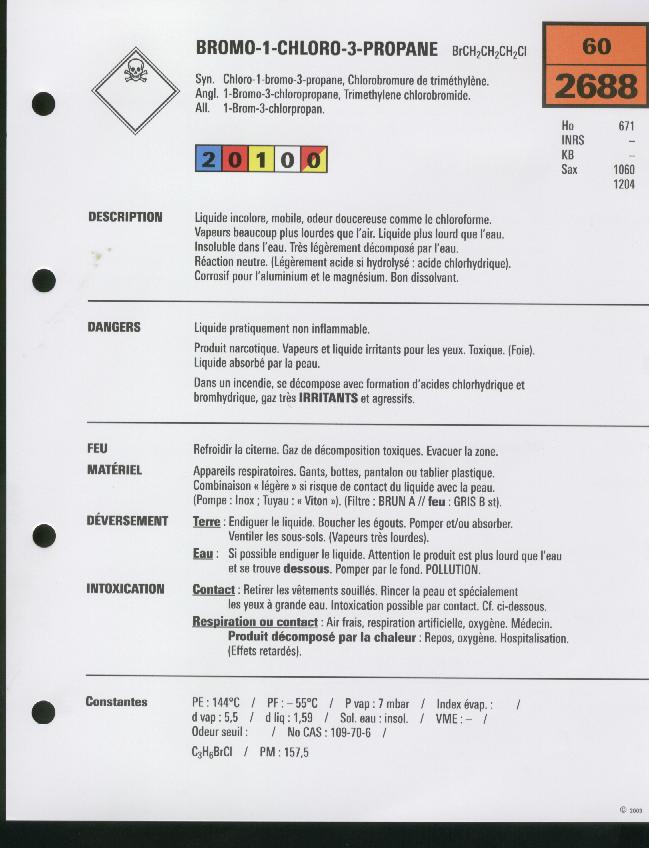 BROMO-1-CHLORO-3-PROPANE BrCH₂CH₂CH₂Cl
60
2688
Syn. Chloro-1-bromo-3-propane, Chlorobromure de triméthylène.
Angl. 1-Bromo-3-chloropropane, Trimethylene chlorobromide.
All. 1-Brom-3-chlorpropan.
Ho 671
INRS –
KB –
Sax 1060
1204
2 0 1 0 0
DESCRIPTION Liquide incolore, mobile, odeur doucereuse comme le chloroforme.
Vapeurs beaucoup plus lourdes que l'air. Liquide plus lourd que l'eau.
Insoluble dans l'eau. Très légèrement décomposé par l'eau.
Réaction neutre. (Légèrement acide si hydrolysé : acide chlorhydrique).
Corrosif pour l'aluminium et le magnésium. Bon dissolvant.
DANGERS Liquide pratiquement non inflammable.
Produit narcotique. Vapeurs et liquide irritants pour les yeux. Toxique. (Foie).
Liquide absorbé par la peau.
Dans un incendie, se décompose avec formation d'acides chlorhydrique et
bromhydrique, gaz très IRRITANTS et agressifs.
FEU Refroidir la citerne. Gaz de décomposition toxiques. Evacuer la zone.
MATÉRIEL Appareils respiratoires. Gants, bottes, pantalon ou tablier plastique.
Combinaison « légère » si risque de contact du liquide avec la peau.
(Pompe : Inox ; Tuyau : « Viton »). (Filtre : BRUN A // feu : GRIS B st).
DÉVERSEMENT Terre : Endiguer le liquide. Boucher les égouts. Pomper et/ou absorber.
Ventiler les sous-sols. (Vapeurs très lourdes).
Eau : Si possible endiguer le liquide. Attention le produit est plus lourd que l'eau
et se trouve dessous. Pomper par le fond. POLLUTION.
INTOXICATION Contact : Retirer les vêtements souillés. Rincer la peau et spécialement
les yeux à grande eau. Intoxication possible par contact. Cf. ci-dessous.
Respiration ou contact : Air frais, respiration artificielle, oxygène. Médecin.
Produit décomposé par la chaleur : Repos, oxygène. Hospitalisation.
(Effets retardés).
Constantes PE : 144°C / PF : – 55°C / P vap : 7 mbar / Index évap. : /
d vap : 5,5 / d liq : 1,59 / Sol. eau : insol. / VME : – /
Odeur seuil : / No CAS : 109-70-6 /
C₃H₆BrCl / PM : 157,5
© 2003